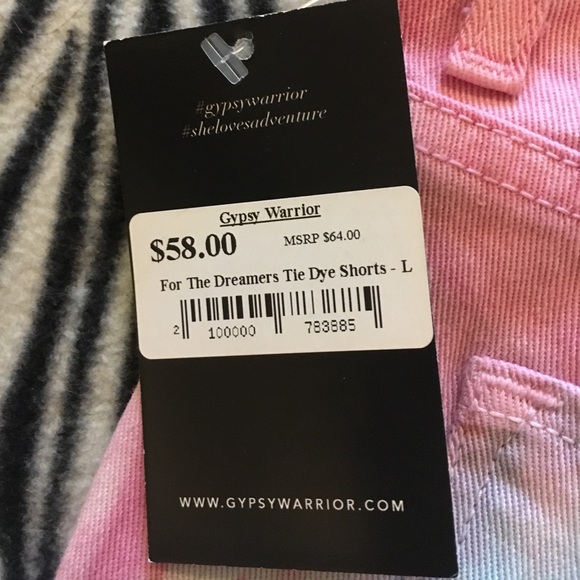 #gypsywarrior
#shelovesadventure
Gypsy Warrior
$58.00 MSRP $64.00
For The Dreamers Tie Dye Shorts - L
2 100000 783885
WWW.GYPSYWARRIOR.COM